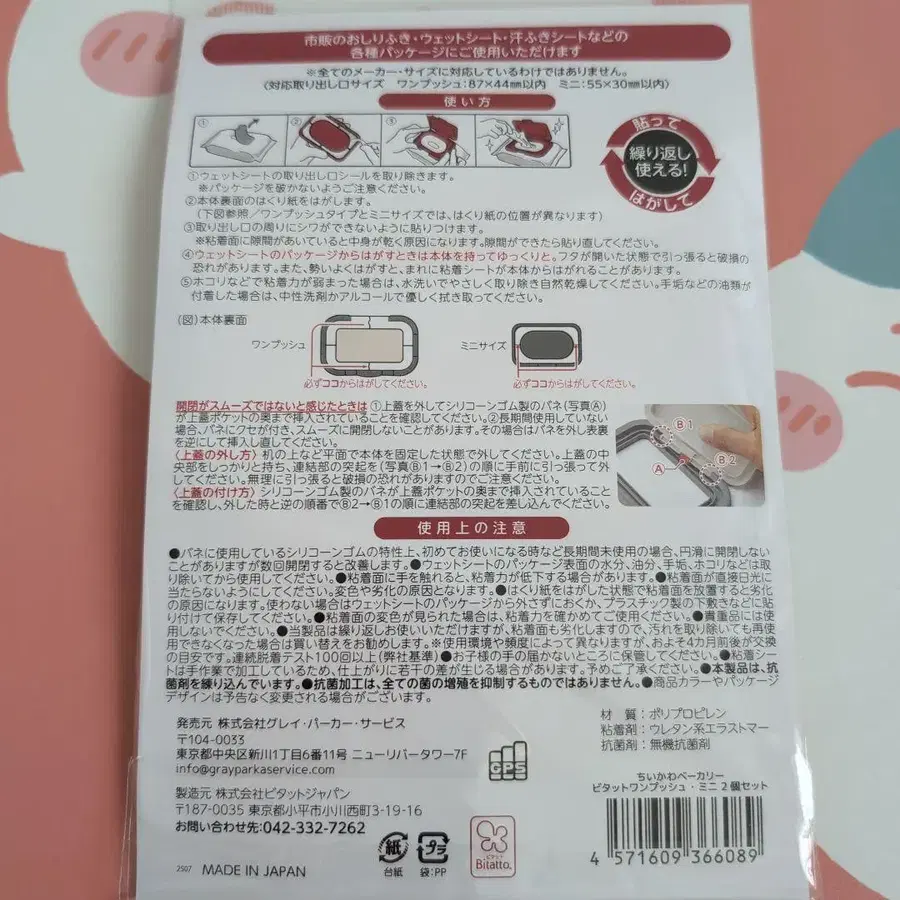 市販のおしりふき・ウェットシート・汗ふきシートなどの
各種パッケージにご使用いただけます
※全てのメーカー・サイズに対応しているわけではありません。
(対応取り出し口サイズ ワンプッシュ:87×44㎜以内 ミニ:55×30㎜以内)
使い方
① ② ③ ④
貼って
繰り返し
使える!
はがして
①ウェットシートの取り出し口シールを取り除きます。
※パッケージを破かないようご注意ください。
②本体裏面のはくり紙をはがします。
(下図参照/ワンプッシュタイプとミニサイズでは、はくり紙の位置が異なります)
③取り出し口の周りにシワができないように貼りつけます。
※粘着面に隙間があいていると中身が乾く原因になります。隙間ができたら貼り直してください。
④ウェットシートのパッケージからはがすときは本体を持ってゆっくりと。フタが開いた状態で引っ張ると破損の
恐れがあります。また、勢いよくはがすと、まれに粘着シートが本体からはがれることがあります。
⑤ホコリなどで粘着力が弱まった場合は、水洗いでやさしく取り除き自然乾燥してください。手垢などの油類が
付着した場合は、中性洗剤かアルコールで優しく拭き取ってください。
(図)本体裏面
ワンプッシュ
ミニサイズ
必ずココからはがしてください。
必ずココからはがしてください。
開閉がスムーズではないと感じたときは ①上蓋を外してシリコーンゴム製のバネ(写真Ⓐ)
が上蓋ポケットの奥まで挿入されていることを確認してください。②長期間使用していない
場合、バネにクセが付き、スムーズに開閉しないことがあります。その場合はバネを外し表裏
を逆にして挿入し直してください。
〈上蓋の外し方〉 机の上など平面で本体を固定した状態で外してください。上蓋の中
央部をしっかりと持ち、連結部の突起を(写真Ⓑ1→Ⓑ2)の順に手前に引っ張って外
してください。無理に引っ張ると破損の恐れがありますのでご注意ください。
〈上蓋の付け方〉 シリコーンゴム製のバネが上蓋ポケットの奥まで挿入されていること
を確認し、外した時と逆の順番でⒷ2→Ⓑ1の順に連結部の突起を差し込んでください。
Ⓑ1
Ⓐ
Ⓑ2
使用上の注意
●バネに使用しているシリコーンゴムの特性上、初めてお使いになる時など長期間未使用の場合、円滑に開閉しない
ことがありますが数回開閉すると改善します。●ウェットシートのパッケージ表面の水分、油分、手垢、ホコリなどは取
り除いてから使用してください。●粘着面に手を触れると、粘着力が低下する場合があります。●粘着面が直接日光に
当たらないようにしてください。変色や劣化の原因となります。●はくり紙をはがした状態で粘着面を放置すると劣化
の原因になります。使わない場合はウェットシートのパッケージから外さずにおくか、プラスチック製の下敷きなどに貼
り付けて保存してください。●粘着面の変色が見られた場合は、粘着力を確かめてご使用ください。●貴重品には使
用しないでください。●当製品は繰り返しお使いいただけますが、粘着面も劣化しますので、汚れを取り除いても再使用
できなくなった場合は買い替えをお勧めします。※使用環境や頻度によって異なりますが、およそ4カ月前後が交換
の目安です。連続脱着テスト100回以上(弊社基準)●お子様の手の届かないところに保管してください。●粘着シー
トは手作業で加工しているため、仕上がりに若干の差が生じる場合があります。予めご了承ください。●本製品は、抗
菌剤を練り込んでいます。●抗菌加工は、全ての菌の増殖を抑制するものではありません。●商品カラーやパッケージ
デザインは予告なく変更される場合がございます。
発売元 株式会社グレイ・パーカー・サービス
〒104-0033
東京都中央区新川1丁目6番11号 ニューリバータワー7F
info@grayparkaservice.com
GPS
材 質:ポリプロピレン
粘着剤:ウレタン系エラストマー
抗菌剤:無機抗菌剤
製造元 株式会社ビタットジャパン
〒187-0035 東京都小平市小川西町3-19-16
お問い合わせ先:042-332-7262
ちいかわベーカリー
ビタットワンプッシュ・ミニ2個セット
2507 MADE IN JAPAN
紙
台紙
プラ
袋:PP
ビタット
Bitatto.
4 571609 366089